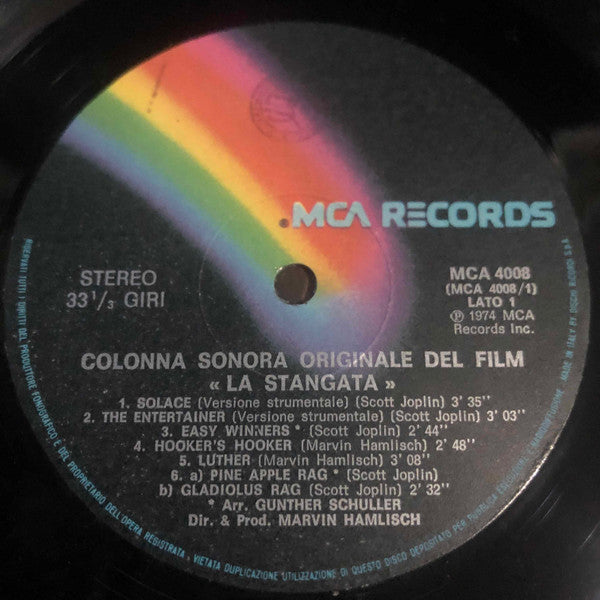 MCA RECORDS
STEREO
33 1/3 GIRI
MCA 4008
(MCA 4008/1)
LATO 1
℗ 1974 MCA
Records Inc.
COLONNA SONORA ORIGINALE DEL FILM
« LA STANGATA »
1. SOLACE (Versione strumentale) (Scott Joplin) 3' 35"
2. THE ENTERTAINER (Versione strumentale) (Scott Joplin) 3' 03"
3. EASY WINNERS * (Scott Joplin) 2' 44"
4. HOOKER'S HOOKER (Marvin Hamlisch) 2' 48"
5. LUTHER (Marvin Hamlisch) 3' 08"
6. a) PINE APPLE RAG * (Scott Joplin)
b) GLADIOLUS RAG (Scott Joplin) 2' 32"
* Arr. GUNTHER SCHULLER
Dir. & Prod. MARVIN HAMLISCH
RISERVATI TUTTI I DIRITTI DEL PRODUTTORE FONOGRAFICO E DEL PROPRIETARIO DELL'OPERA REGISTRATA - VIETATA DUPLICAZIONE UTILIZZAZIONE DI QUESTO DISCO DEPOSITATO PER PUBBLICA
MADE IN ITALY BY DISCHI RICORDI S.p.A.